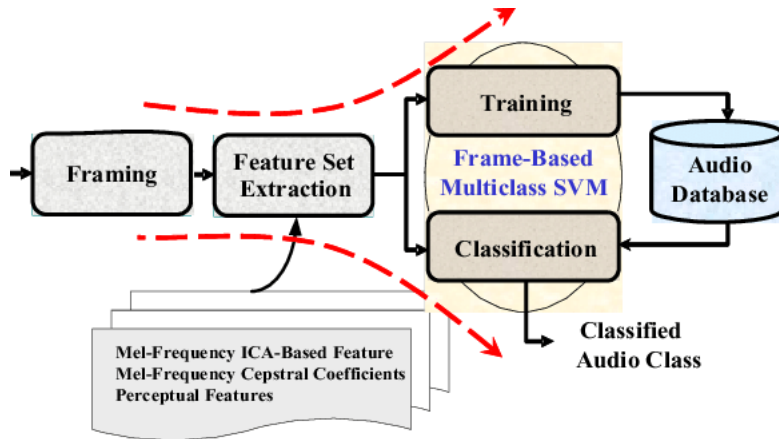 Training
Framing
Feature Set
Extraction
Frame-Based
Multiclass SVM
Audio
Database
Classification
Classified
Audio Class
Mel-Frequency ICA-Based Feature
Mel-Frequency Cepstral Coefficients
Perceptual Features